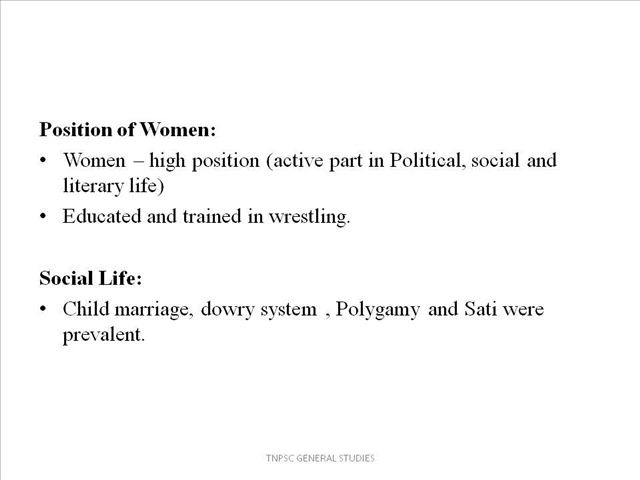 Position of Women:
• Women – high position (active part in Political, social and
literary life)
• Educated and trained in wrestling.
Social Life:
• Child marriage, dowry system , Polygamy and Sati were
prevalent.
TNPSC GENERAL STUDIES